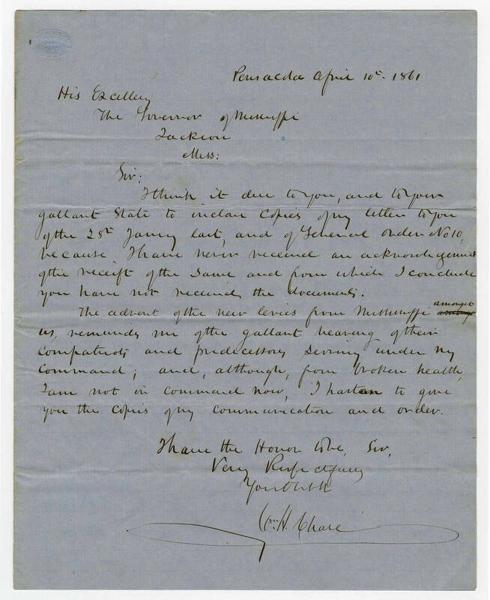 Pensacola April 10th 1861
His Excellency
The Governor of Mississippi
Jackson
Miss:
Sir:
I think it due to you, and to your
gallant State to inclose Copies of my letter to you
of the 25th Janry last, and of General order No 10,
because I have never received an acknowledgement
of the receipt of the same and from which I conclude
you have not received the documents.
The advent of the new levies from Mississippi amongst
us, reminds me of the gallant bearing of their
Compatriots and predecessors serving under my
Command; and, although, from broken health,
I am not in command now, I hasten to give
you the copies of my communication and order.
I have the Honor to be, Sir,
Very Respectfully
Your Obt St
Wm H. Chase